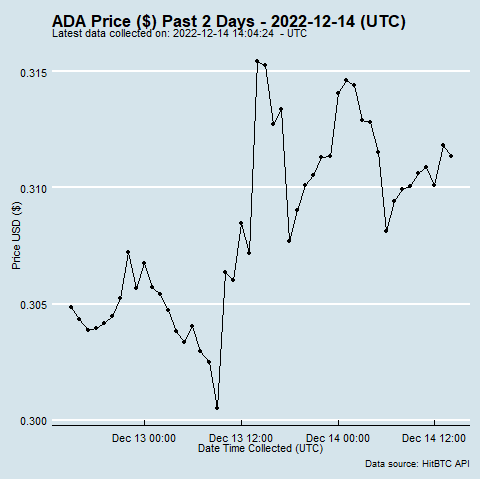 ADA Price ($) Past 2 Days - 2022-12-14 (UTC)
Latest data collected on: 2022-12-14 14:04:24 - UTC
0.315
0.310
0.305
0.300
Price USD ($)
Dec 13 00:00 Dec 13 12:00 Dec 14 00:00 Dec 14 12:00
Date Time Collected (UTC)
Data source: HitBTC API